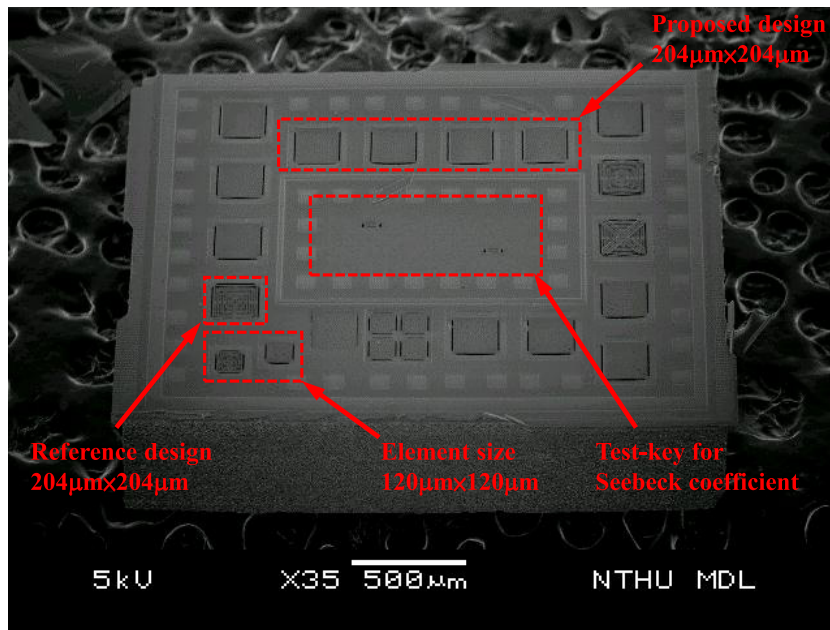 Proposed design
204μm×204μm
Reference design
204μm×204μm
Element size
120μm×120μm
Test-key for
Seebeck coefficient
5kV X35 500μm NTHU MDL